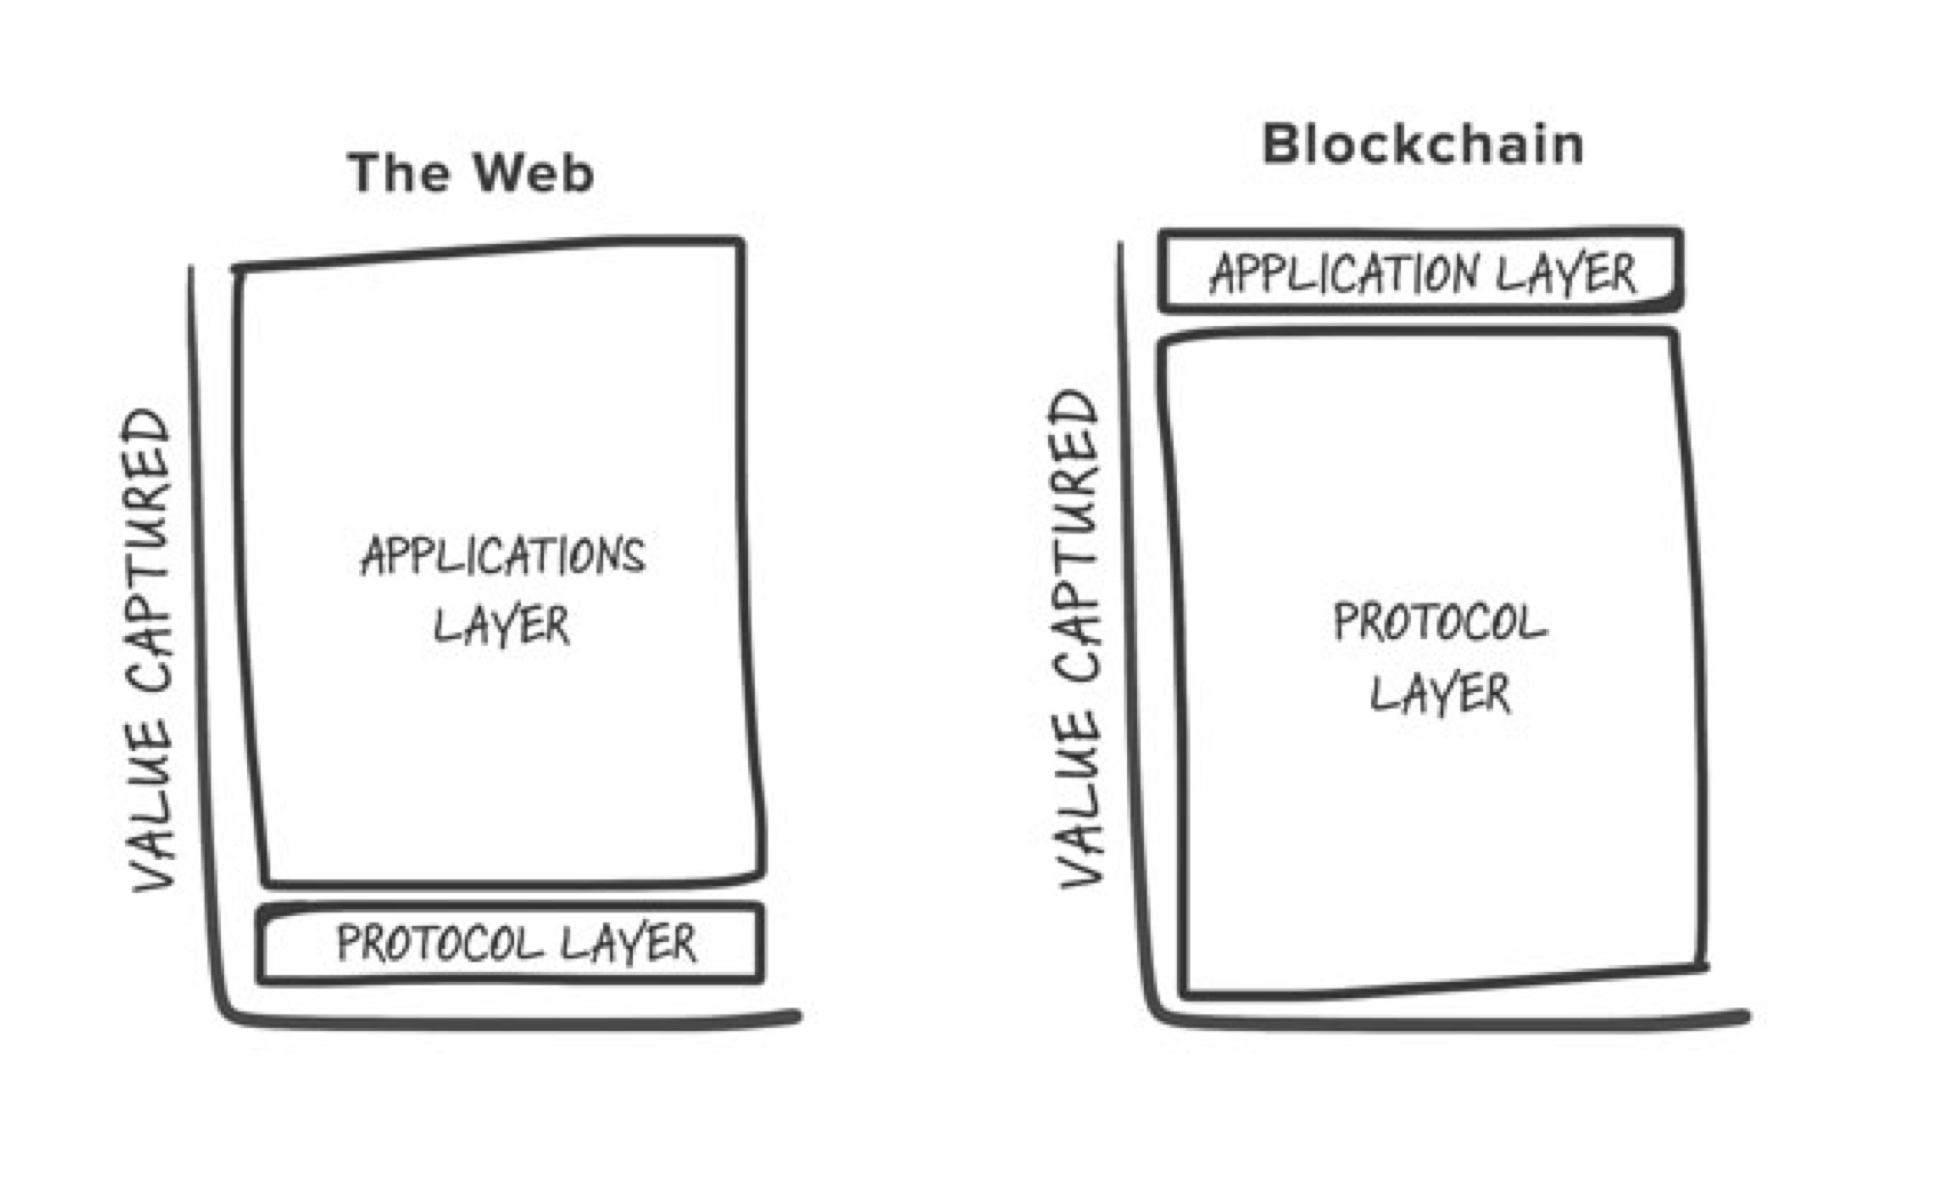 The Web
VALUE CAPTURED
APPLICATIONS
LAYER
PROTOCOL LAYER
Blockchain
VALUE CAPTURED
APPLICATION LAYER
PROTOCOL
LAYER